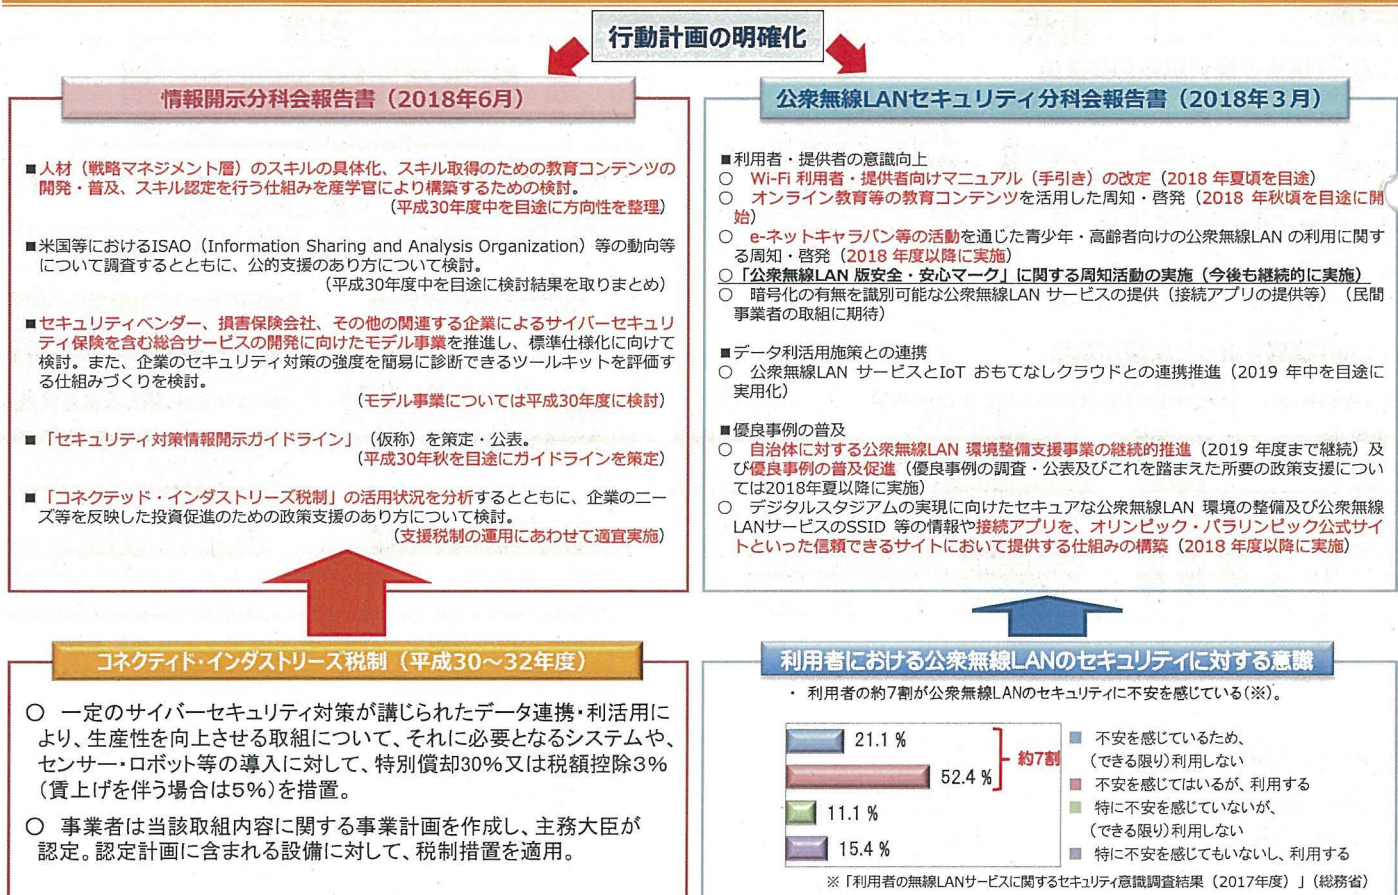 行動計画の明確化
情報開示分科会報告書（2018年6月）
■人材（戦略マネジメント層）のスキルの具体化、スキル取得のための教育コンテンツの
開発・普及、スキル認定を行う仕組みを産学官により構築するための検討。
（平成30年度中を目途に方向性を整理）
■米国等におけるISAO（Information Sharing and Analysis Organization）等の動向等
について調査するとともに、公的支援のあり方について検討。
（平成30年度中を目途に検討結果を取りまとめ）
■セキュリティベンダー、損害保険会社、その他の関連する企業によるサイバーセキュリ
ティ保険を含む総合サービスの開発に向けたモデル事業を推進し、標準仕様化に向けて
検討。また、企業のセキュリティ対策の強度を簡易に診断できるツールキットを評価す
る仕組みづくりを検討。
（モデル事業については平成30年度に検討）
■「セキュリティ対策情報開示ガイドライン」（仮称）を策定・公表。
（平成30年秋を目途にガイドラインを策定）
■「コネクテッド・インダストリーズ税制」の活用状況を分析するとともに、企業のニー
ズ等を反映した投資促進のための政策支援のあり方について検討。
（支援税制の運用にあわせて適宜実施）
公衆無線LANセキュリティ分科会報告書（2018年３月）
■利用者・提供者の意識向上
○　Wi-Fi 利用者・提供者向けマニュアル（手引き）の改定（2018 年夏頃を目途）
○　オンライン教育等の教育コンテンツを活用した周知・啓発（2018 年秋頃を目途に開
始）
○　e-ネットキャラバン等の活動を通じた青少年・高齢者向けの公衆無線LAN の利用に関す
る周知・啓発（2018 年度以降に実施）
○「公衆無線LAN 版安全・安心マーク」に関する周知活動の実施（今後も継続的に実施）
○　暗号化の有無を識別可能な公衆無線LAN サービスの提供（接続アプリの提供等）（民間
事業者の取組に期待）
■データ利活用施策との連携
○　公衆無線LAN サービスとIoT おもてなしクラウドとの連携推進（2019 年中を目途に
実用化）
■優良事例の普及
○　自治体に対する公衆無線LAN 環境整備支援事業の継続的推進（2019 年度まで継続）及
び優良事例の普及促進（優良事例の調査・公表及びこれを踏まえた所要の政策支援につい
ては2018年夏以降に実施）
○　デジタルスタジアムの実現に向けたセキュアな公衆無線LAN 環境の整備及び公衆無線
LANサービスのSSID 等の情報や接続アプリを、オリンピック・パラリンピック公式サイ
トといった信頼できるサイトにおいて提供する仕組みの構築（2018 年度以降に実施）
コネクティド・インダストリーズ税制（平成30～32年度）
○　一定のサイバーセキュリティ対策が講じられたデータ連携・利活用に
より、生産性を向上させる取組について、それに必要となるシステムや、
センサー・ロボット等の導入に対して、特別償却30%又は税額控除3%
（賃上げを伴う場合は5%）を措置。
○　事業者は当該取組内容に関する事業計画を作成し、主務大臣が
認定。認定計画に含まれる設備に対して、税制措置を適用。
利用者における公衆無線LANのセキュリティに対する意識
・ 利用者の約7割が公衆無線LANのセキュリティに不安を感じている(※)。
21.1 %
52.4 %
11.1 %
15.4 %
約7割
不安を感じているため、
(できる限り)利用しない
不安を感じてはいるが、利用する
特に不安を感じていないが、
(できる限り)利用しない
特に不安を感じてもいないし、利用する
※「利用者の無線LANサービスに関するセキュリティ意識調査結果（2017年度）」（総務省）